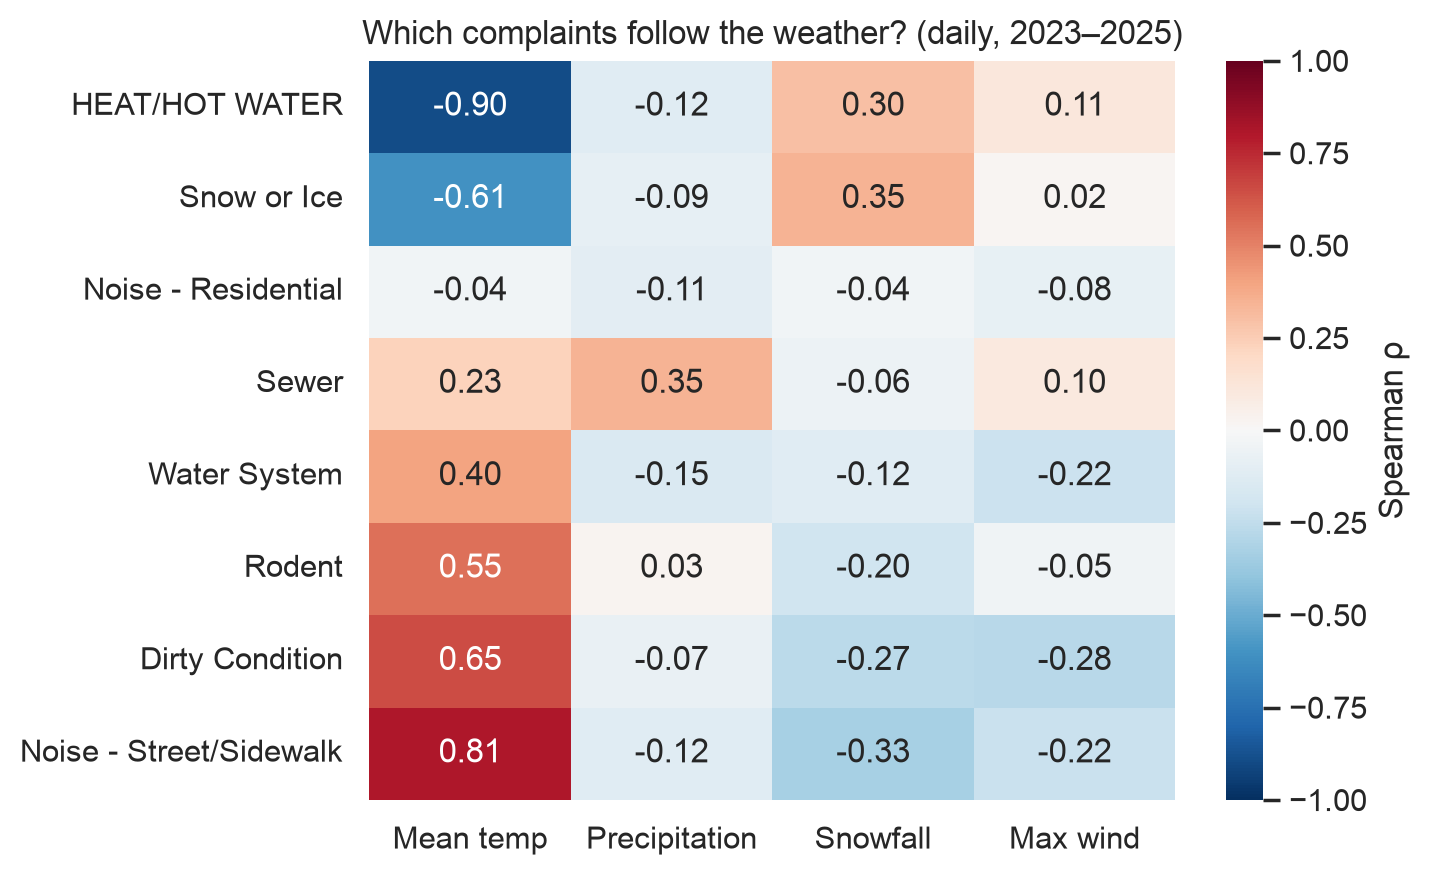 Which complaints follow the weather? (daily, 2023–2025)
HEAT/HOT WATER -0.90 -0.12 0.30 0.11
Snow or Ice -0.61 -0.09 0.35 0.02
Noise - Residential -0.04 -0.11 -0.04 -0.08
Sewer 0.23 0.35 -0.06 0.10
Water System 0.40 -0.15 -0.12 -0.22
Rodent 0.55 0.03 -0.20 -0.05
Dirty Condition 0.65 -0.07 -0.27 -0.28
Noise - Street/Sidewalk 0.81 -0.12 -0.33 -0.22
Mean temp Precipitation Snowfall Max wind
1.00
0.75
0.50
0.25
0.00
−0.25
−0.50
−0.75
−1.00
Spearman ρ